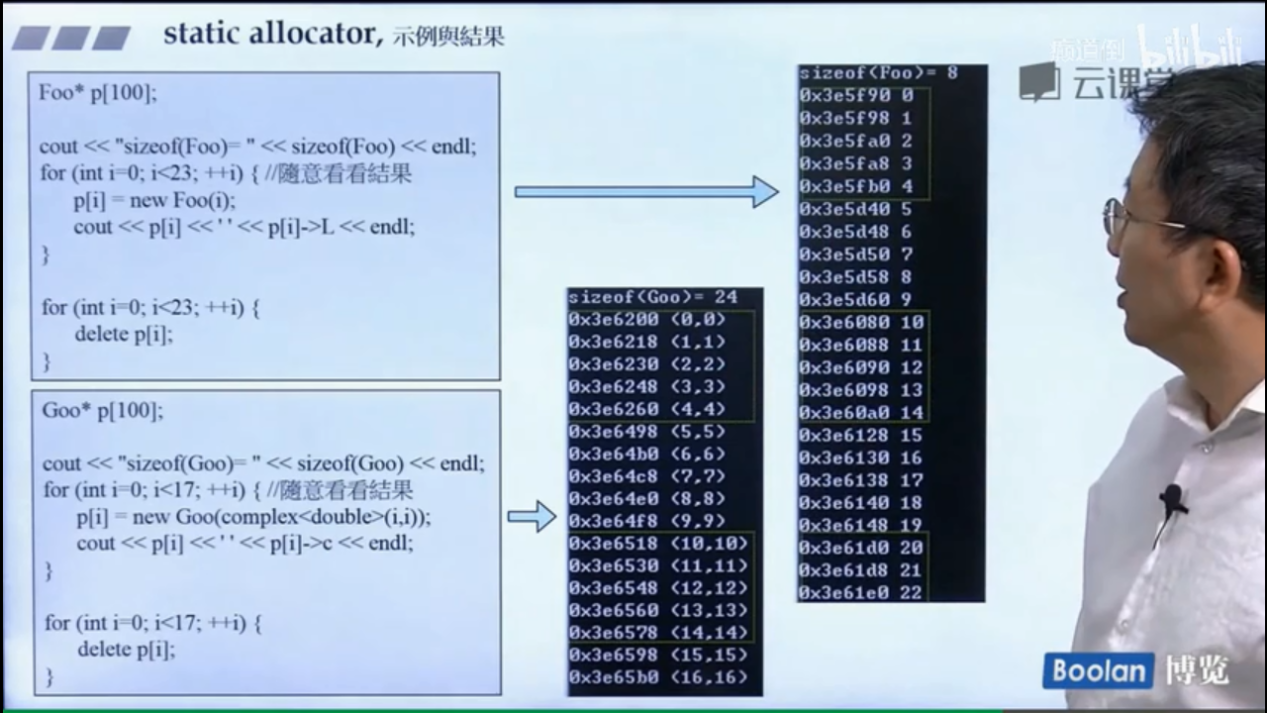 static allocator, 示例與結果
Foo* p[100];
cout << "sizeof(Foo)= " << sizeof(Foo) << endl;
for (int i=0; i<23; ++i) { //隨意看看結果
p[i] = new Foo(i);
cout << p[i] << ' ' << p[i]->L << endl;
}
for (int i=0; i<23; ++i) {
delete p[i];
}
Goo* p[100];
cout << "sizeof(Goo)= " << sizeof(Goo) << endl;
for (int i=0; i<17; ++i) { //隨意看看結果
p[i] = new Goo(complex<double>(i,i));
cout << p[i] << ' ' << p[i]->c << endl;
}
for (int i=0; i<17; ++i) {
delete p[i];
}
sizeof(Goo)= 24
0x3e6200 (0,0)
0x3e6218 (1,1)
0x3e6230 (2,2)
0x3e6248 (3,3)
0x3e6260 (4,4)
0x3e6498 (5,5)
0x3e64b0 (6,6)
0x3e64c8 (7,7)
0x3e64e0 (8,8)
0x3e64f8 (9,9)
0x3e6518 (10,10)
0x3e6530 (11,11)
0x3e6548 (12,12)
0x3e6560 (13,13)
0x3e6578 (14,14)
0x3e6598 (15,15)
0x3e65b0 (16,16)
sizeof(Foo)= 8
0x3e5f90 0
0x3e5f98 1
0x3e5fa0 2
0x3e5fa8 3
0x3e5fb0 4
0x3e5d40 5
0x3e5d48 6
0x3e5d50 7
0x3e5d58 8
0x3e5d60 9
0x3e6080 10
0x3e6088 11
0x3e6090 12
0x3e6098 13
0x3e60a0 14
0x3e6128 15
0x3e6130 16
0x3e6138 17
0x3e6140 18
0x3e6148 19
0x3e61d0 20
0x3e61d8 21
0x3e61e0 22
bilibili
云课堂
Boolan 博览